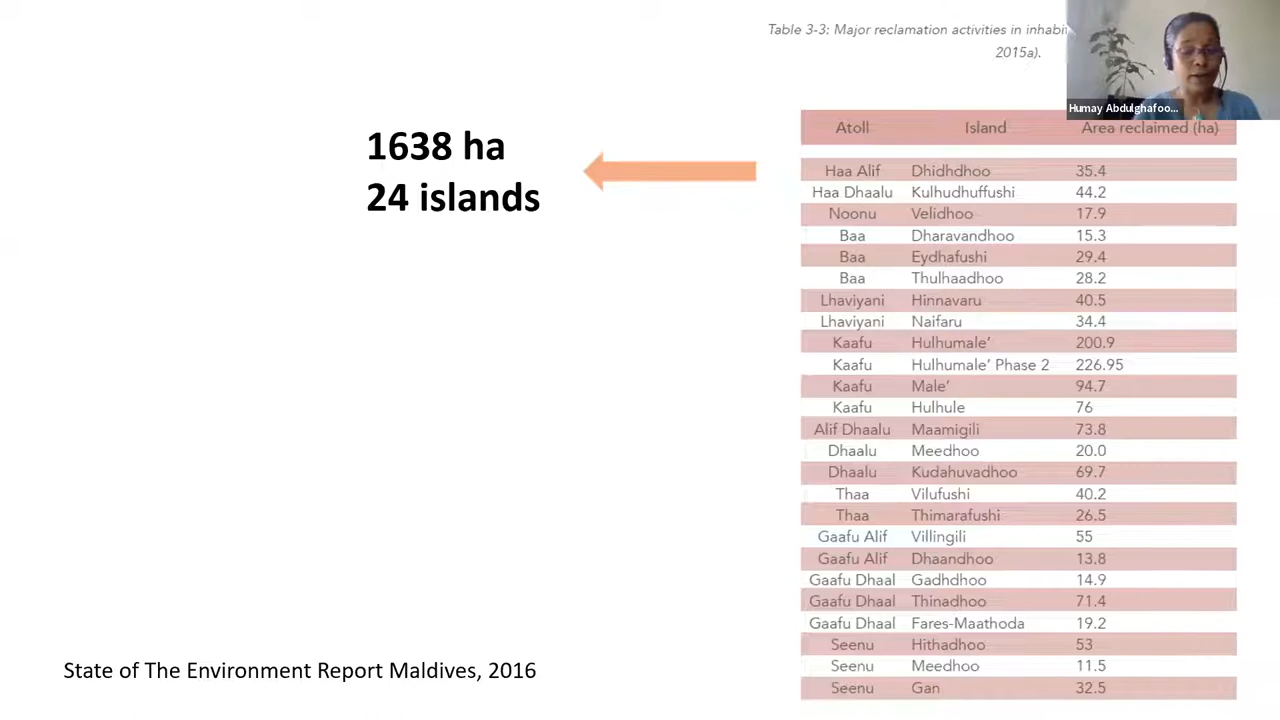 Table 3-3: Major reclamation activities in
2015a).
Humay Abdulghafoo...
1638 ha
24 islands
Atoll Island Area reclaimed (ha)
Haa Alif Dhidhdhoo 35.4
Haa Dhaalu Kulhudhuffushi 44.2
Noonu Velidhoo 17.9
Baa Dharavandhoo 15.3
Baa Eydhafushi 29.4
Baa Thulhaadhoo 28.2
Lhaviyani Hinnavaru 40.5
Lhaviyani Naifaru 34.4
Kaafu Hulhumale’ 200.9
Kaafu Hulhumale’ Phase 2 226.95
Kaafu Male’ 94.7
Kaafu Hulhule 76
Alif Dhaalu Maamigili 73.8
Dhaalu Meedhoo 20.0
Dhaalu Kudahuvadhoo 69.7
Thaa Vilufushi 40.2
Thaa Thimarafushi 26.5
Gaafu Alif Villingili 55
Gaafu Alif Dhaandhoo 13.8
Gaafu Dhaal Gadhdhoo 14.9
Gaafu Dhaal Thinadhoo 71.4
Gaafu Dhaal Fares-Maathoda 19.2
Seenu Hithadhoo 53
Seenu Meedhoo 11.5
Seenu Gan 32.5
State of The Environment Report Maldives, 2016